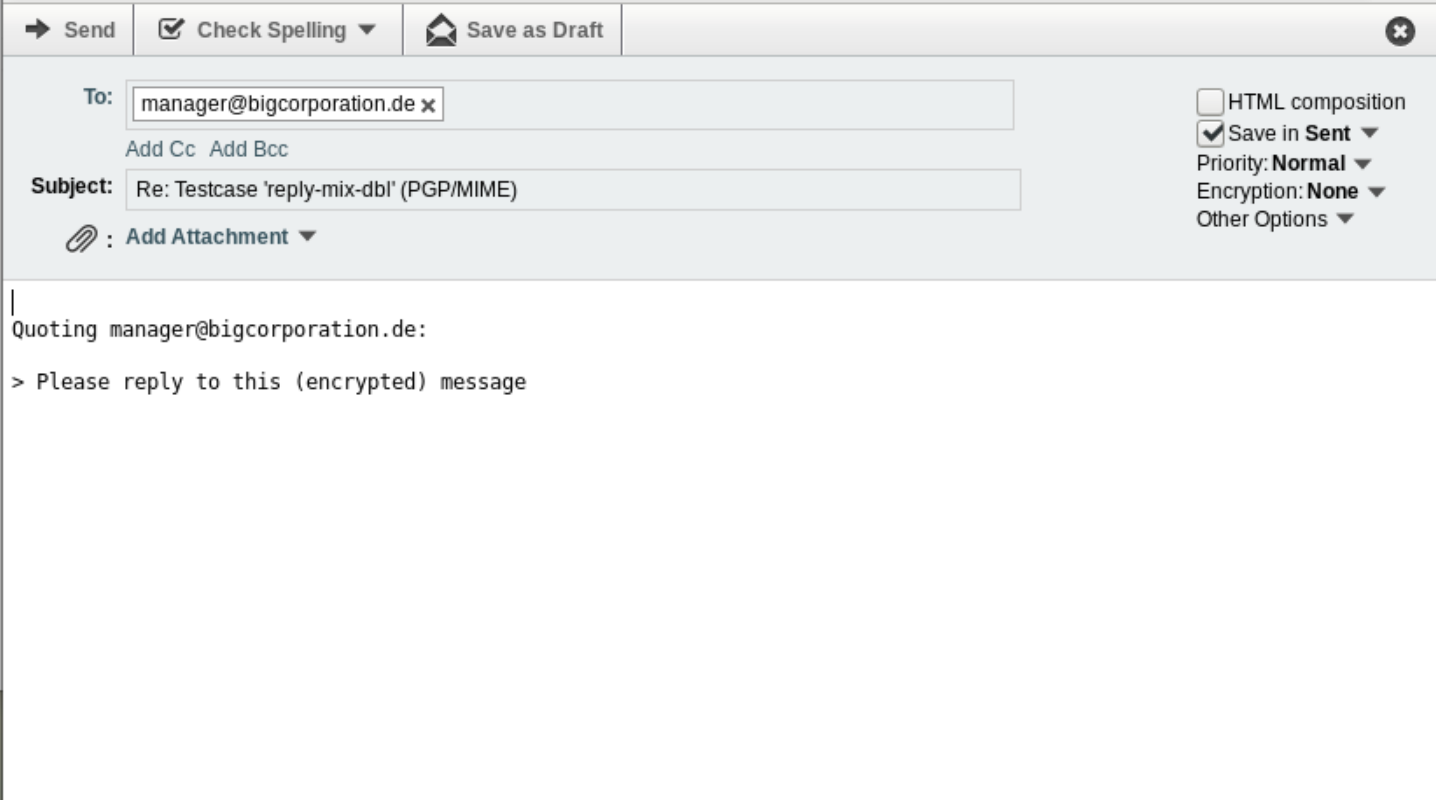 Send Check Spelling Save as Draft
To: manager@bigcorporation.de
Add Cc Add Bcc
Subject: Re: Testcase 'reply-mix-dbl' (PGP/MIME)
: Add Attachment
HTML composition
Save in Sent
Priority: Normal
Encryption: None
Other Options
Quoting manager@bigcorporation.de:
> Please reply to this (encrypted) message